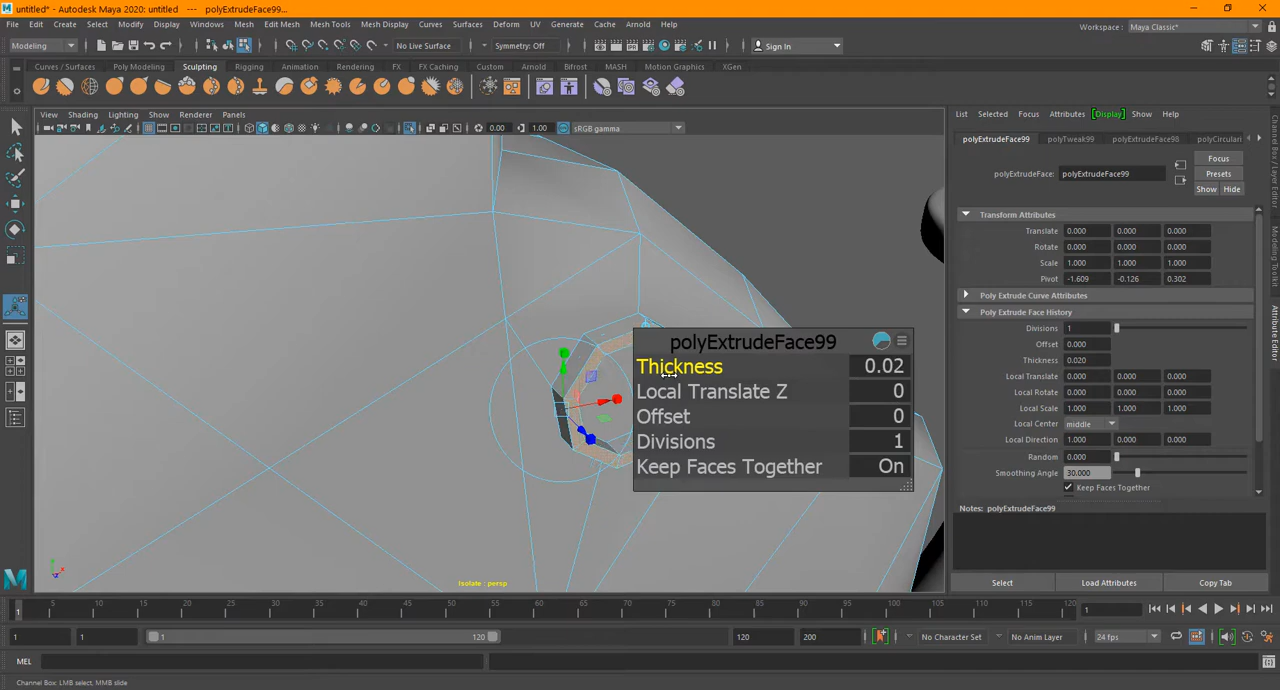 untitled* - Autodesk Maya 2020: untitled   ---   polyExtrudeFace99...
File Edit Create Select Modify Display Windows Mesh Edit Mesh Mesh Tools Mesh Display Curves Surfaces Deform UV Generate Cache Arnold Help
Workspace : Maya Classic*
Modeling No Live Surface Symmetry: Off Sign In
Curves / Surfaces Poly Modeling Sculpting Rigging Animation Rendering FX FX Caching Custom Arnold Bifrost MASH Motion Graphics XGen
View Shading Lighting Show Renderer Panels
0.00 1.00 sRGB gamma
List Selected Focus Attributes Display Show Help
polyExtrudeFace99 polyTweak99 polyExtrudeFace98 polyCirculari
polyExtrudeFace: polyExtrudeFace99
Focus
Presets
Show Hide
Transform Attributes
Translate 0.000 0.000 0.000
Rotate 0.000 0.000 0.000
Scale 1.000 1.000 1.000
Pivot -1.609 -0.126 0.302
Poly Extrude Curve Attributes
Poly Extrude Face History
Divisions 1
Offset 0.000
Thickness 0.020
Local Translate 0.000 0.000 0.000
Local Rotate 0.000 0.000 0.000
Local Scale 1.000 1.000 1.000
Local Center middle
Local Direction 1.000 0.000 0.000
Random 0.000
Smoothing Angle 30.000
Keep Faces Together
Notes: polyExtrudeFace99
Select Load Attributes Copy Tab
Channel Box / Layer Editor
Modeling Toolkit
Attribute Editor
polyExtrudeFace99
Thickness 0.02
Local Translate Z 0
Offset 0
Divisions 1
Keep Faces Together On
Isolate : persp
1 5 10 15 20 25 30 35 40 45 50 55 60 65 70 75 80 85 90 95 100 105 110 115 120 1
1 1 1 120 120 200 No Character Set No Anim Layer 24 fps
MEL
Channel Box: LMB select, MMB slide